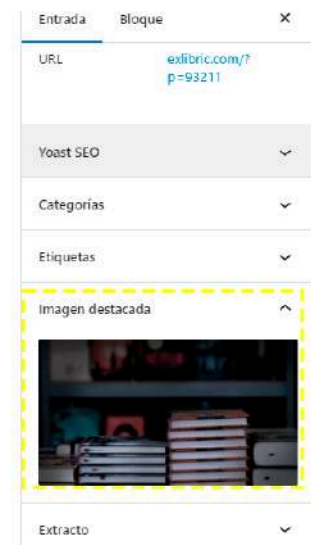 Entrada Bloque ×
URL exlibric.com/?
p=93211
Yoast SEO
Categorías
Etiquetas
Imagen destacada
Extracto